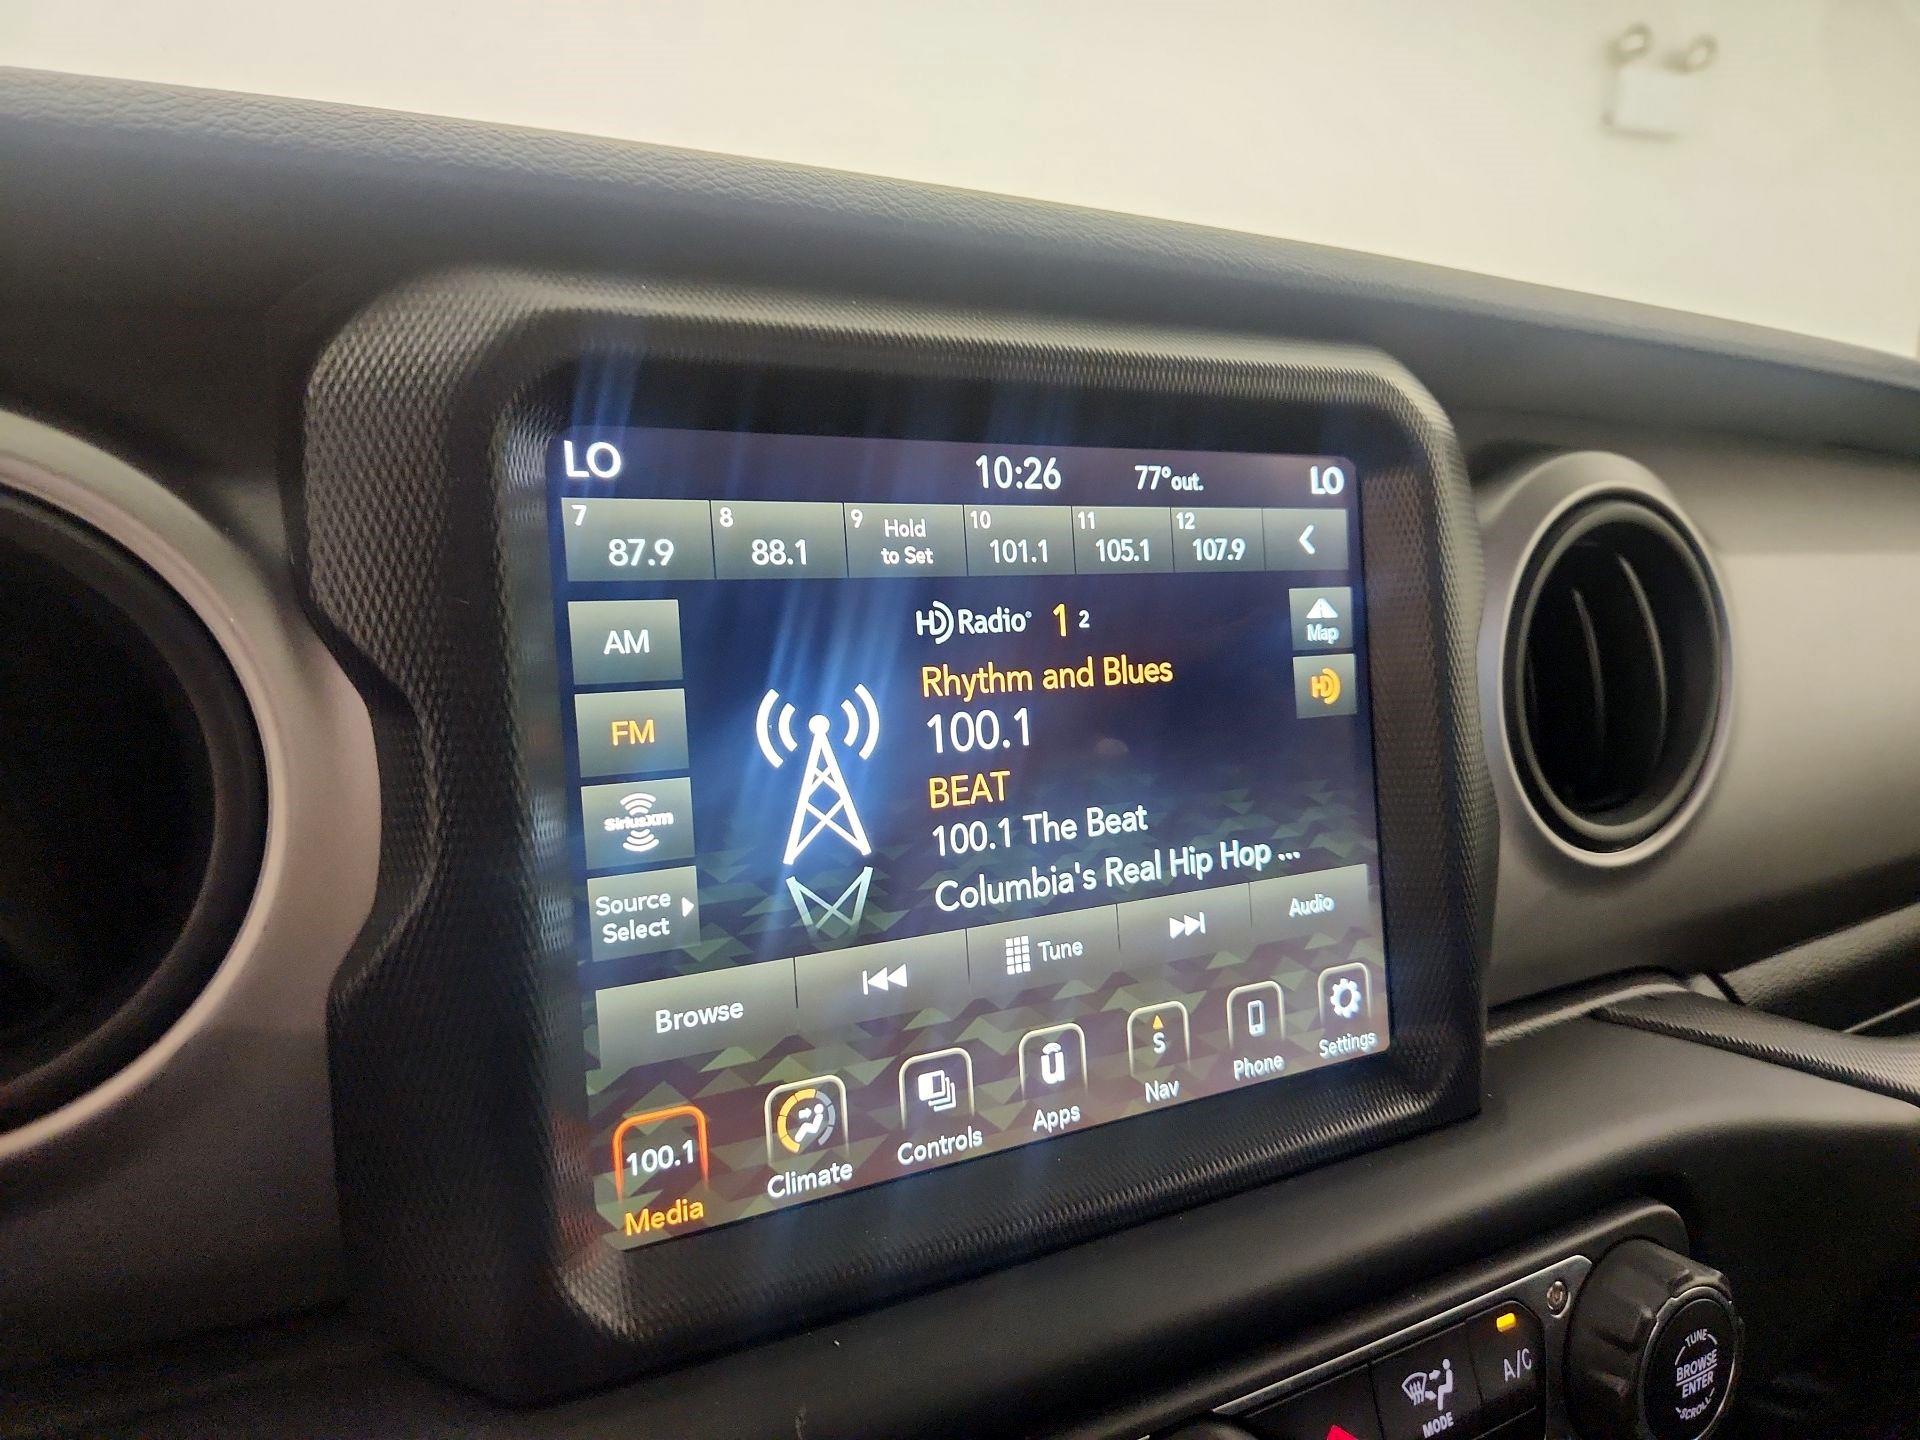 LO 10:26 77°out. LO
7 87.9
8 88.1
9 Hold
to Set
10 101.1
11 105.1
12 107.9
AM
FM
SiriusXM
Source
Select
HD Radio® 1 2
Rhythm and Blues
100.1
BEAT
100.1 The Beat
Columbia's Real Hip Hop ...
Map
HD
Browse
Tune
Audio
100.1
Media
Climate
Controls
u
Apps
S
Nav
Phone
Settings
MODE
A/C
TUNE
BROWSE
ENTER
SCROLL